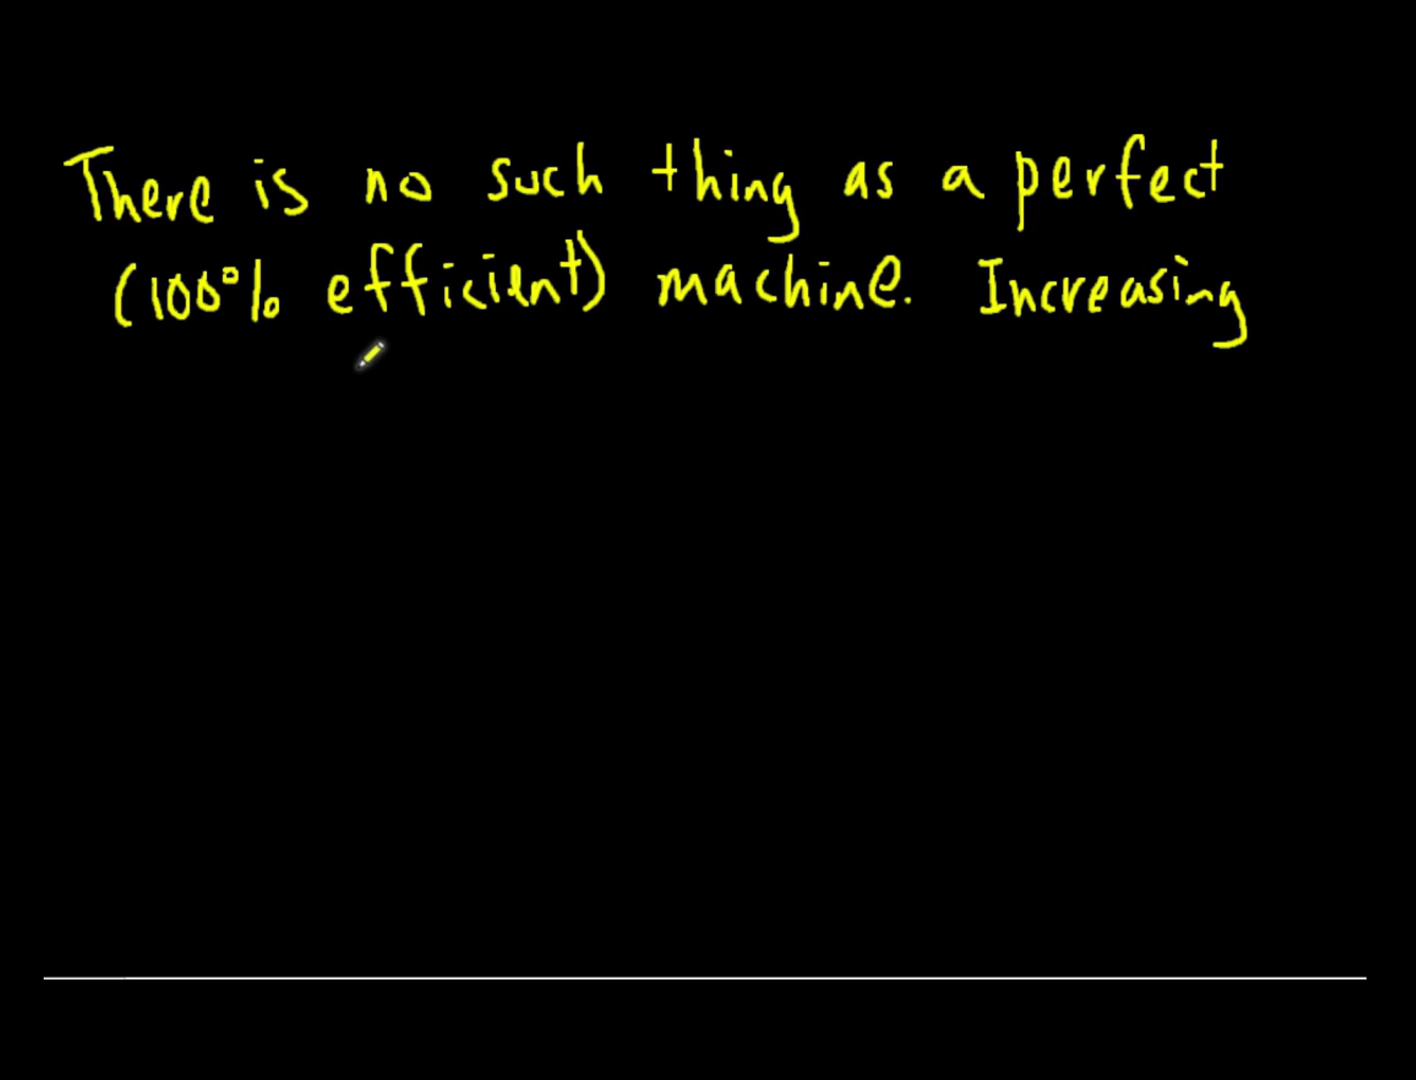 There is no such thing as a perfect
(100% efficient) machine. Increasing